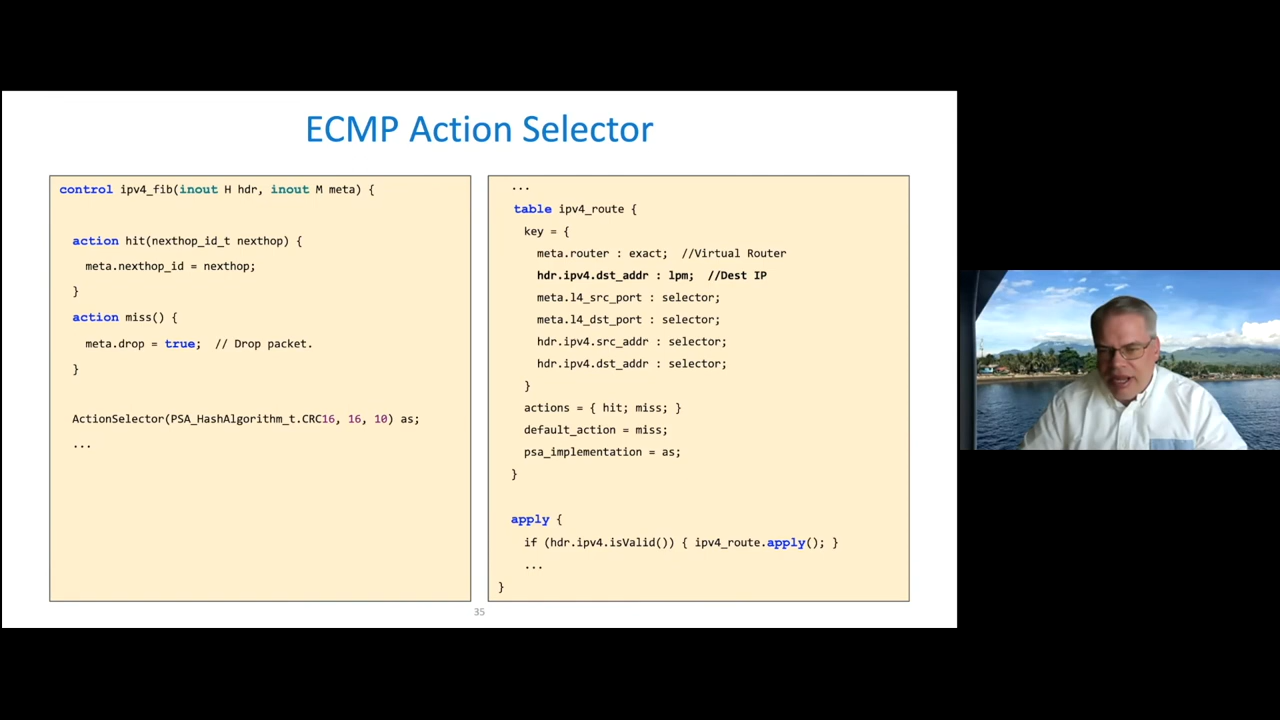 ECMP Action Selector
control ipv4_fib(inout H hdr, inout M meta) {
action hit(nexthop_id_t nexthop) {
meta.nexthop_id = nexthop;
}
action miss() {
meta.drop = true; // Drop packet.
}
ActionSelector(PSA_HashAlgorithm_t.CRC16, 16, 10) as;
...
...
table ipv4_route {
key = {
meta.router : exact; //Virtual Router
hdr.ipv4.dst_addr : lpm; //Dest IP
meta.l4_src_port : selector;
meta.l4_dst_port : selector;
hdr.ipv4.src_addr : selector;
hdr.ipv4.dst_addr : selector;
}
actions = { hit; miss; }
default_action = miss;
psa_implementation = as;
}
apply {
if (hdr.ipv4.isValid()) { ipv4_route.apply(); }
...
}
35